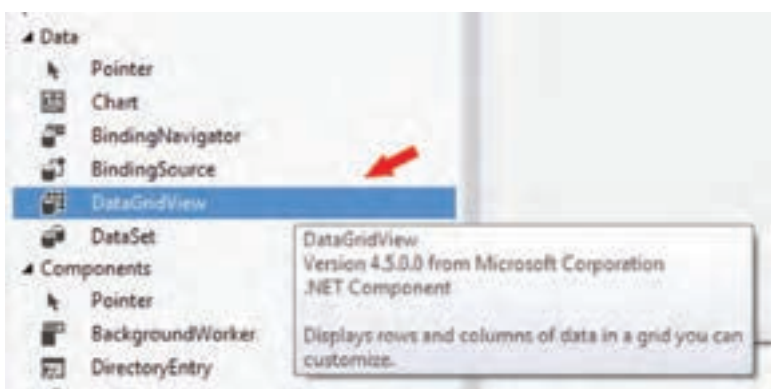 Data
Pointer
Chart
BindingNavigator
BindingSource
DataGridView
DataSet
Components
Pointer
BackgroundWorker
DirectoryEntry
DataGridView
Version 4.5.0.0 from Microsoft Corporation
.NET Component
Displays rows and columns of data in a grid you can
customize.